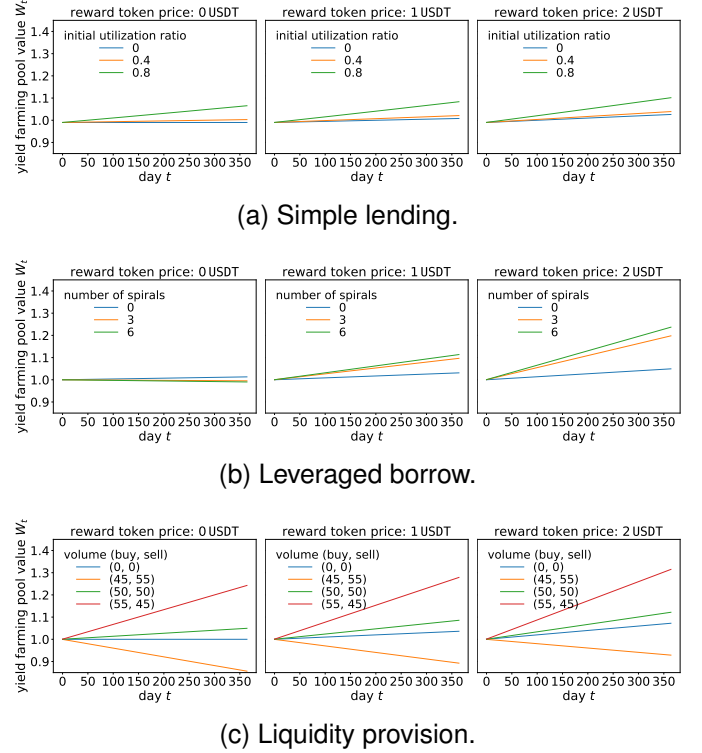 reward token price: 0 USDT
reward token price: 1 USDT
reward token price: 2 USDT
yield farming pool value Wt
1.4
1.3
1.2
1.1
1.0
0.9
initial utilization ratio
0
0.4
0.8
initial utilization ratio
0
0.4
0.8
initial utilization ratio
0
0.4
0.8
0 50 100 150 200 250 300 350
0 50 100 150 200 250 300 350
0 50 100 150 200 250 300 350
day t
day t
day t
(a) Simple lending.
reward token price: 0 USDT
reward token price: 1 USDT
reward token price: 2 USDT
yield farming pool value Wt
1.4
1.3
1.2
1.1
1.0
0.9
number of spirals
0
3
6
number of spirals
0
3
6
number of spirals
0
3
6
0 50 100 150 200 250 300 350
0 50 100 150 200 250 300 350
0 50 100 150 200 250 300 350
day t
day t
day t
(b) Leveraged borrow.
reward token price: 0 USDT
reward token price: 1 USDT
reward token price: 2 USDT
yield farming pool value Wt
1.4
1.3
1.2
1.1
1.0
0.9
volume (buy, sell)
(0, 0)
(45, 55)
(50, 50)
(55, 45)
volume (buy, sell)
(0, 0)
(45, 55)
(50, 50)
(55, 45)
volume (buy, sell)
(0, 0)
(45, 55)
(50, 50)
(55, 45)
0 50 100 150 200 250 300 350
0 50 100 150 200 250 300 350
0 50 100 150 200 250 300 350
day t
day t
day t
(c) Liquidity provision.